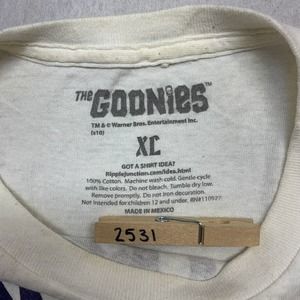 THE GOONIES™
TM & © Warner Bros. Entertainment Inc.
(s10)
XL
GOT A SHIRT IDEA?
Ripplejunction.com/idea.html
100% Cotton. Machine wash cold. Gentle cycle
with like colors. Do not bleach. Tumble dry low.
Remove promptly. Do not iron decoration.
Not intended for children 12 and under.
MADE IN MEXICO
2531